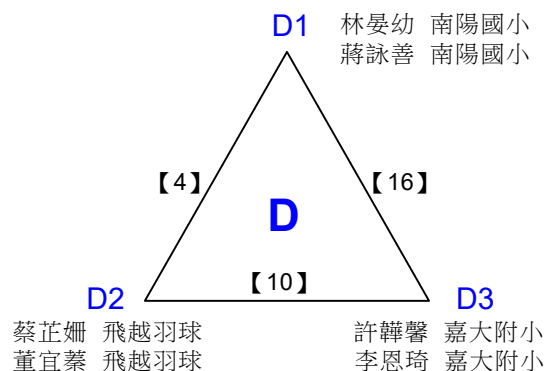 D1
林晏幼 南陽國小
蔣詠善 南陽國小
【4】
【16】
D
【10】
D2
D3
蔡芷姍 飛越羽球
董宜蓁 飛越羽球
許韡馨 嘉大附小
李恩琦 嘉大附小